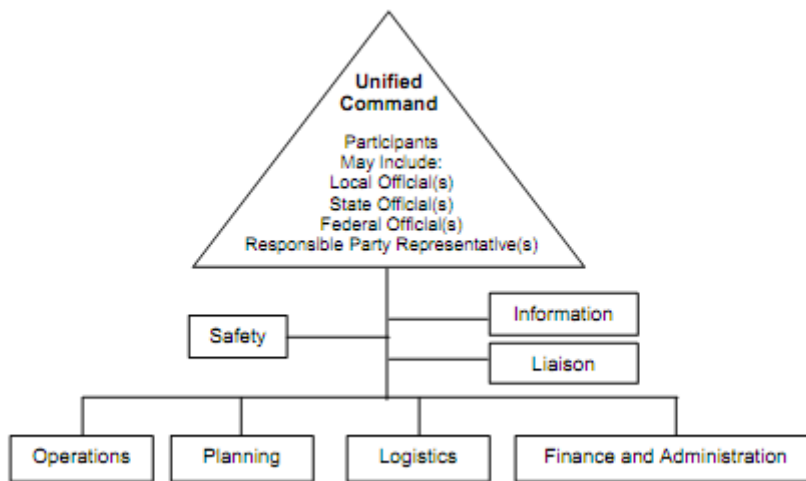 Unified
Command
Participants
May Include:
Local Official(s)
State Official(s)
Federal Official(s)
Responsible Party Representative(s)
Information
Safety
Liaison
Operations
Planning
Logistics
Finance and Administration